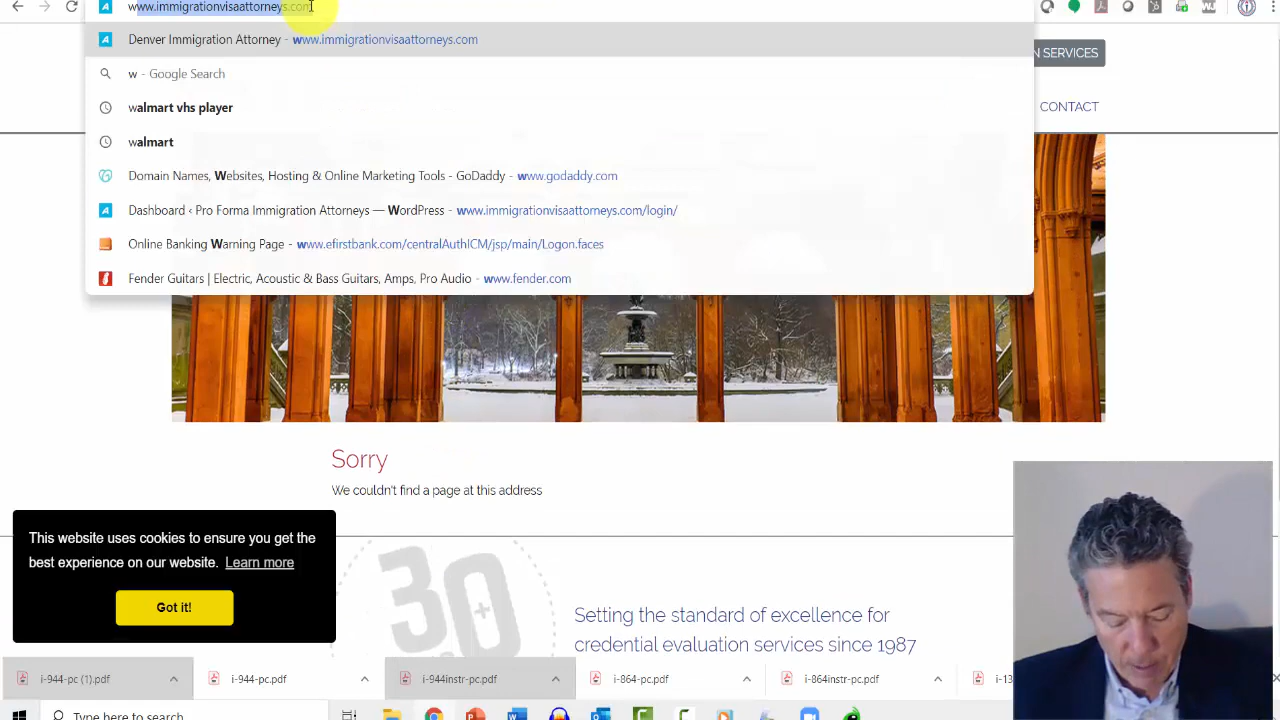 www.immigrationvisaattorneys.com
Denver Immigration Attorney - www.immigrationvisaattorneys.com
N SERVICES
w - Google Search
walmart vhs player
CONTACT
walmart
Domain Names, Websites, Hosting & Online Marketing Tools - GoDaddy - www.godaddy.com
Dashboard ‹ Pro Forma Immigration Attorneys — WordPress - www.immigrationvisaattorneys.com/login/
Online Banking Warning Page - www.efirstbank.com/centralAuthICM/jsp/main/Logon.faces
Fender Guitars | Electric, Acoustic & Bass Guitars, Amps, Pro Audio - www.fender.com
Sorry
We couldn't find a page at this address
This website uses cookies to ensure you get the
best experience on our website. Learn more
Got it!
30+
Setting the standard of excellence for
credential evaluation services since 1987
i-944-pc (1).pdf
i-944-pc.pdf
i-944instr-pc.pdf
i-864-pc.pdf
i-864instr-pc.pdf
i-13
Type here to search